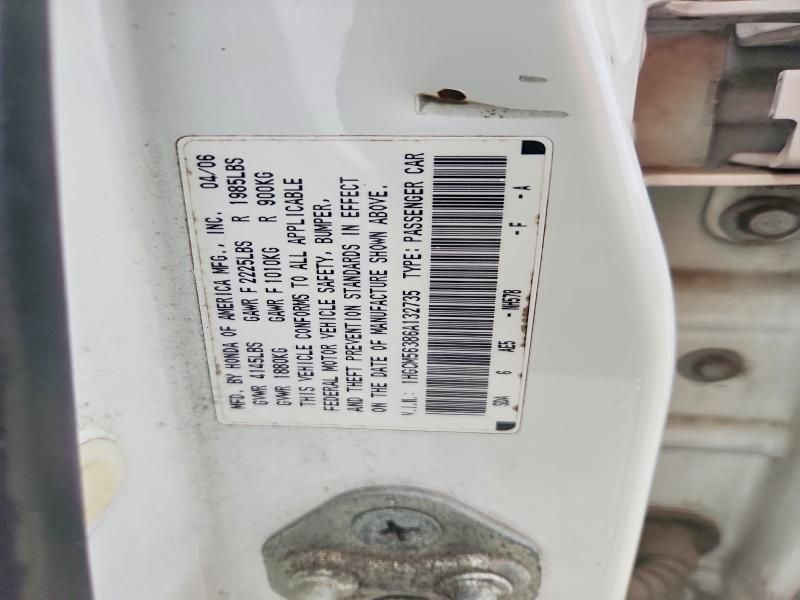 MFD. BY HONDA OF AMERICA MFG., INC. 04/06
GVWR 4145LBS GAWR F 2225LBS R 1985LBS
GVWR 1880KG GAWR F 1010KG R 900KG
THIS VEHICLE CONFORMS TO ALL APPLICABLE
FEDERAL MOTOR VEHICLE SAFETY, BUMPER,
AND THEFT PREVENTION STANDARDS IN EFFECT
ON THE DATE OF MANUFACTURE SHOWN ABOVE.
V.I.N.: 1HGCM56386A132735 TYPE: PASSENGER CAR
SDA 6 AE5 -NH578 -F -A